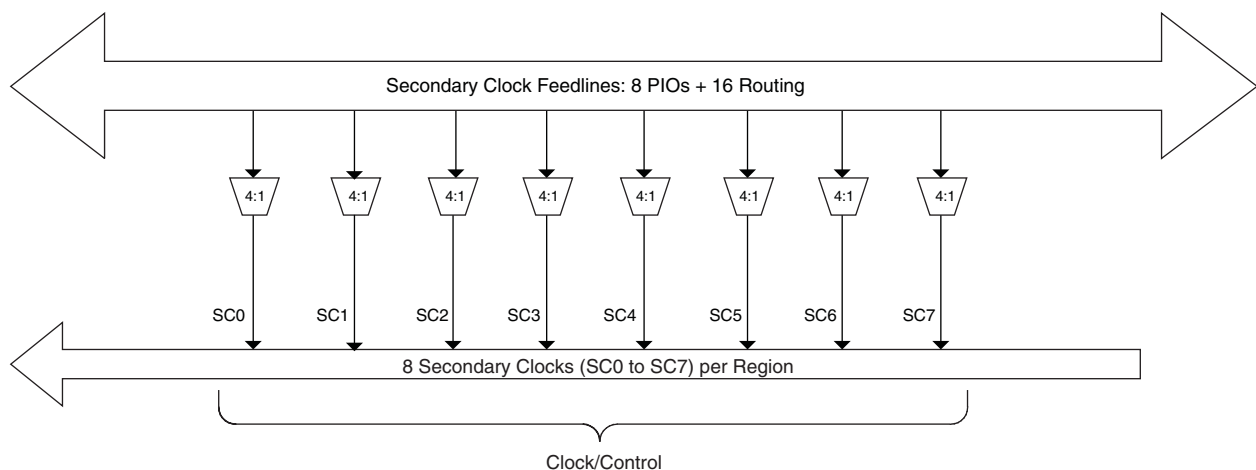 Secondary Clock Feedlines: 8 PIOs + 16 Routing
4:1 4:1 4:1 4:1 4:1 4:1 4:1 4:1
SC0 SC1 SC2 SC3 SC4 SC5 SC6 SC7
8 Secondary Clocks (SC0 to SC7) per Region
Clock/Control